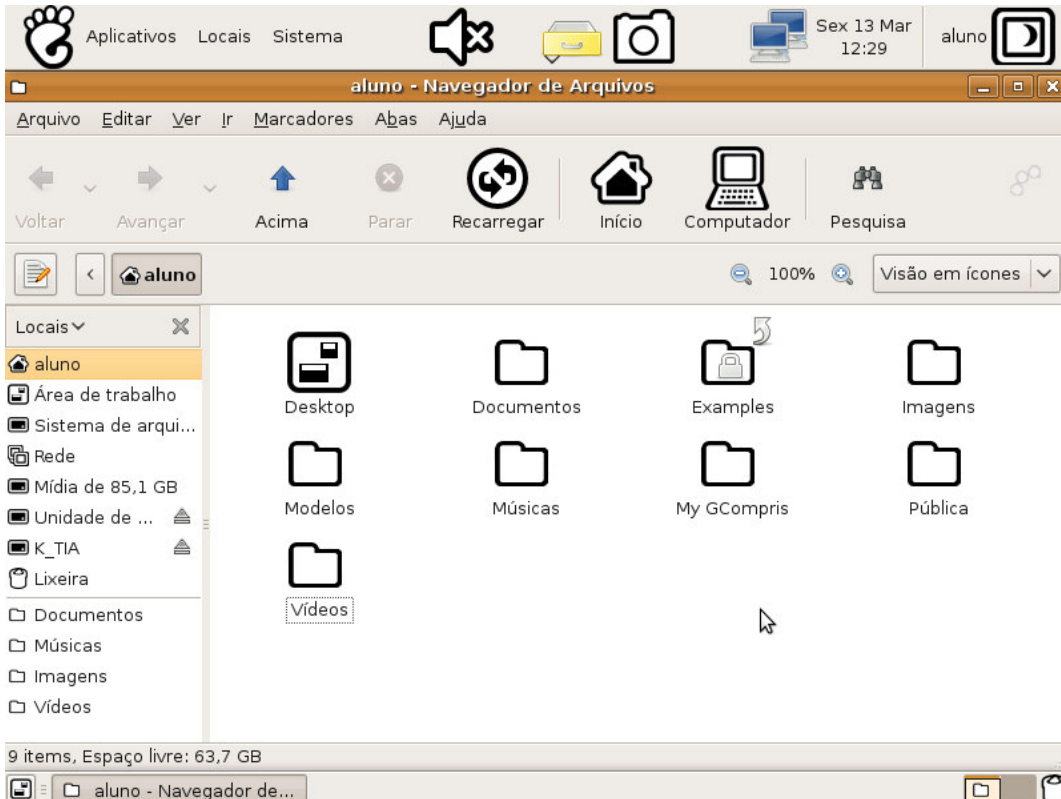 Aplicativos Locais Sistema
Sex 13 Mar
12:29
aluno
aluno - Navegador de Arquivos
Arquivo Editar Ver Ir Marcadores Abas Ajuda
Voltar Avançar Acima Parar Recarregar Início Computador Pesquisa
aluno
100%
Visão em ícones
Locais
aluno
Área de trabalho
Sistema de arqui...
Rede
Mídia de 85,1 GB
Unidade de ...
K_TIA
Lixeira
Documentos
Músicas
Imagens
Vídeos
Desktop Documentos Examples Imagens
Modelos Músicas My GCompris Pública
Vídeos
9 items, Espaço livre: 63,7 GB
aluno - Navegador de...